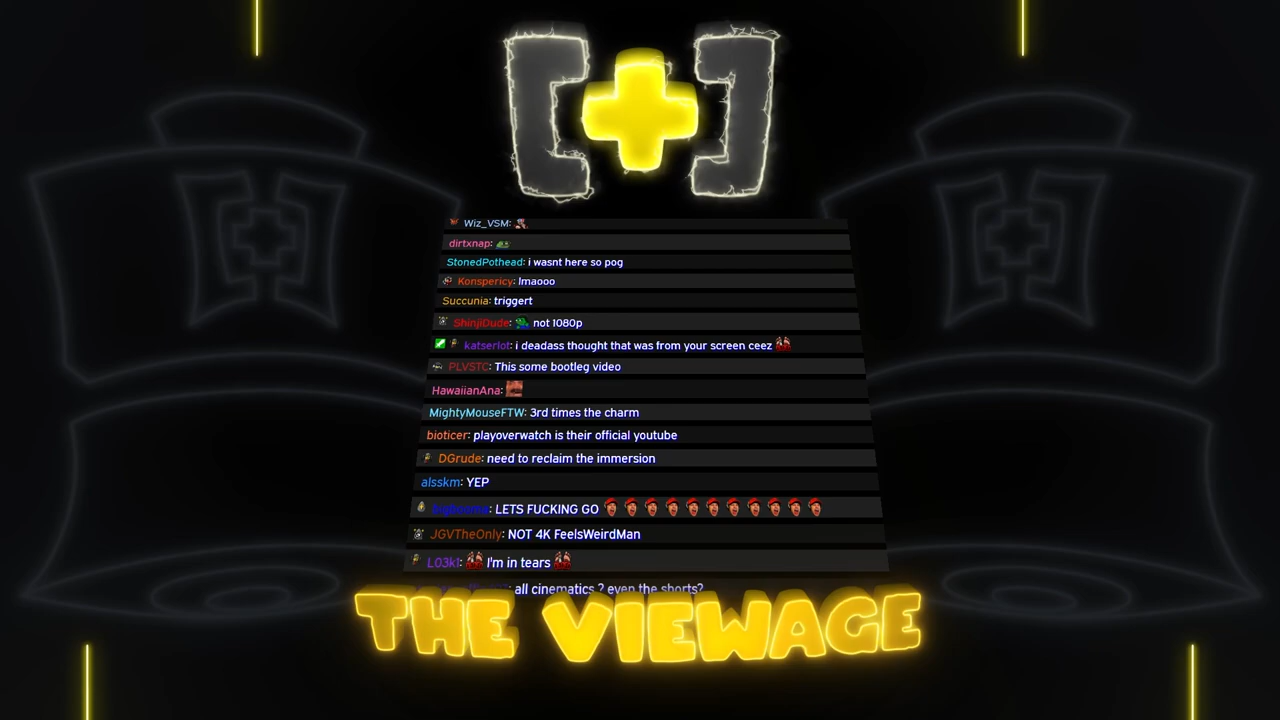 Wiz_VSM:
dirtxnap:
StonedPothead: i wasnt here so pog
Konspericy: lmaooo
Succunia: triggert
ShinjiDude: not 1080p
katserlot: i deadass thought that was from your screen ceez
PLVSTC: This some bootleg video
HawaiianAna:
MightyMouseFTW: 3rd times the charm
bioticer: playoverwatch is their official youtube
DGrude: need to reclaim the immersion
alsskm: YEP
: LETS FUCKING GO
JGVTheOnly: NOT 4K FeelsWeirdMan
L03k1: I'm in tears
: all cinematics ? even the shorts?
THE VIEWAGE